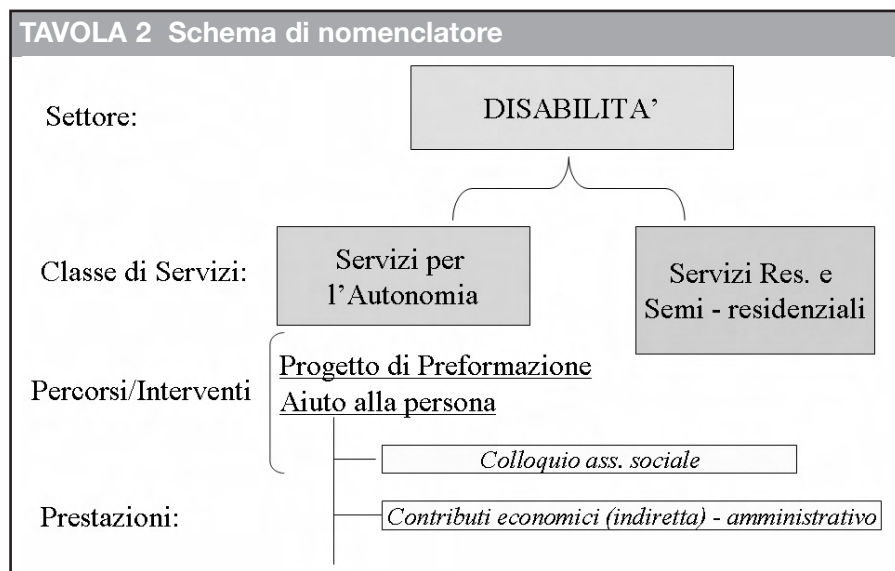 TAVOLA 2 Schema di nomenclatore
Settore:
DISABILITA’
Classe di Servizi:
Servizi per
l’Autonomia
Servizi Res. e
Semi - residenziali
Percorsi/Interventi
Progetto di Preformazione
Aiuto alla persona
Colloquio ass. sociale
Prestazioni:
Contributi economici (indiretta) - amministrativo